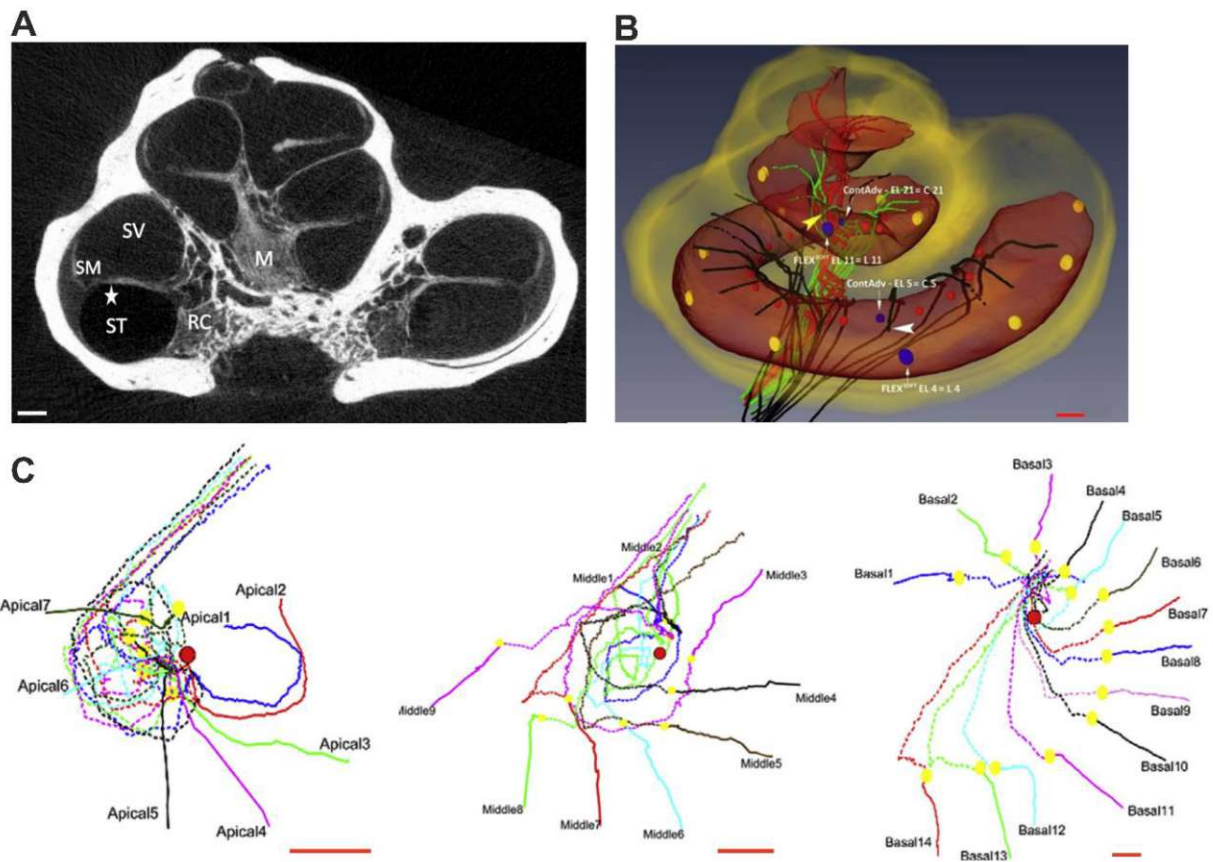 A
SV
SM
M
ST
RC
B
ContAdv - EL 21 = C 21
FLEXSOFT EL 11 = L 11
ContAdv - EL 5 = C 5
FLEXSOFT EL 4 = L 4
C
Apical7
Apical1
Apical2
Apical6
Apical3
Apical5
Apical4
Middle2
Middle1
Middle3
Middle9
Middle4
Middle5
Middle8
Middle7
Middle6
Basal3
Basal2
Basal4
Basal5
Basal1
Basal6
Basal7
Basal8
Basal9
Basal10
Basal11
Basal14
Basal12
Basal13